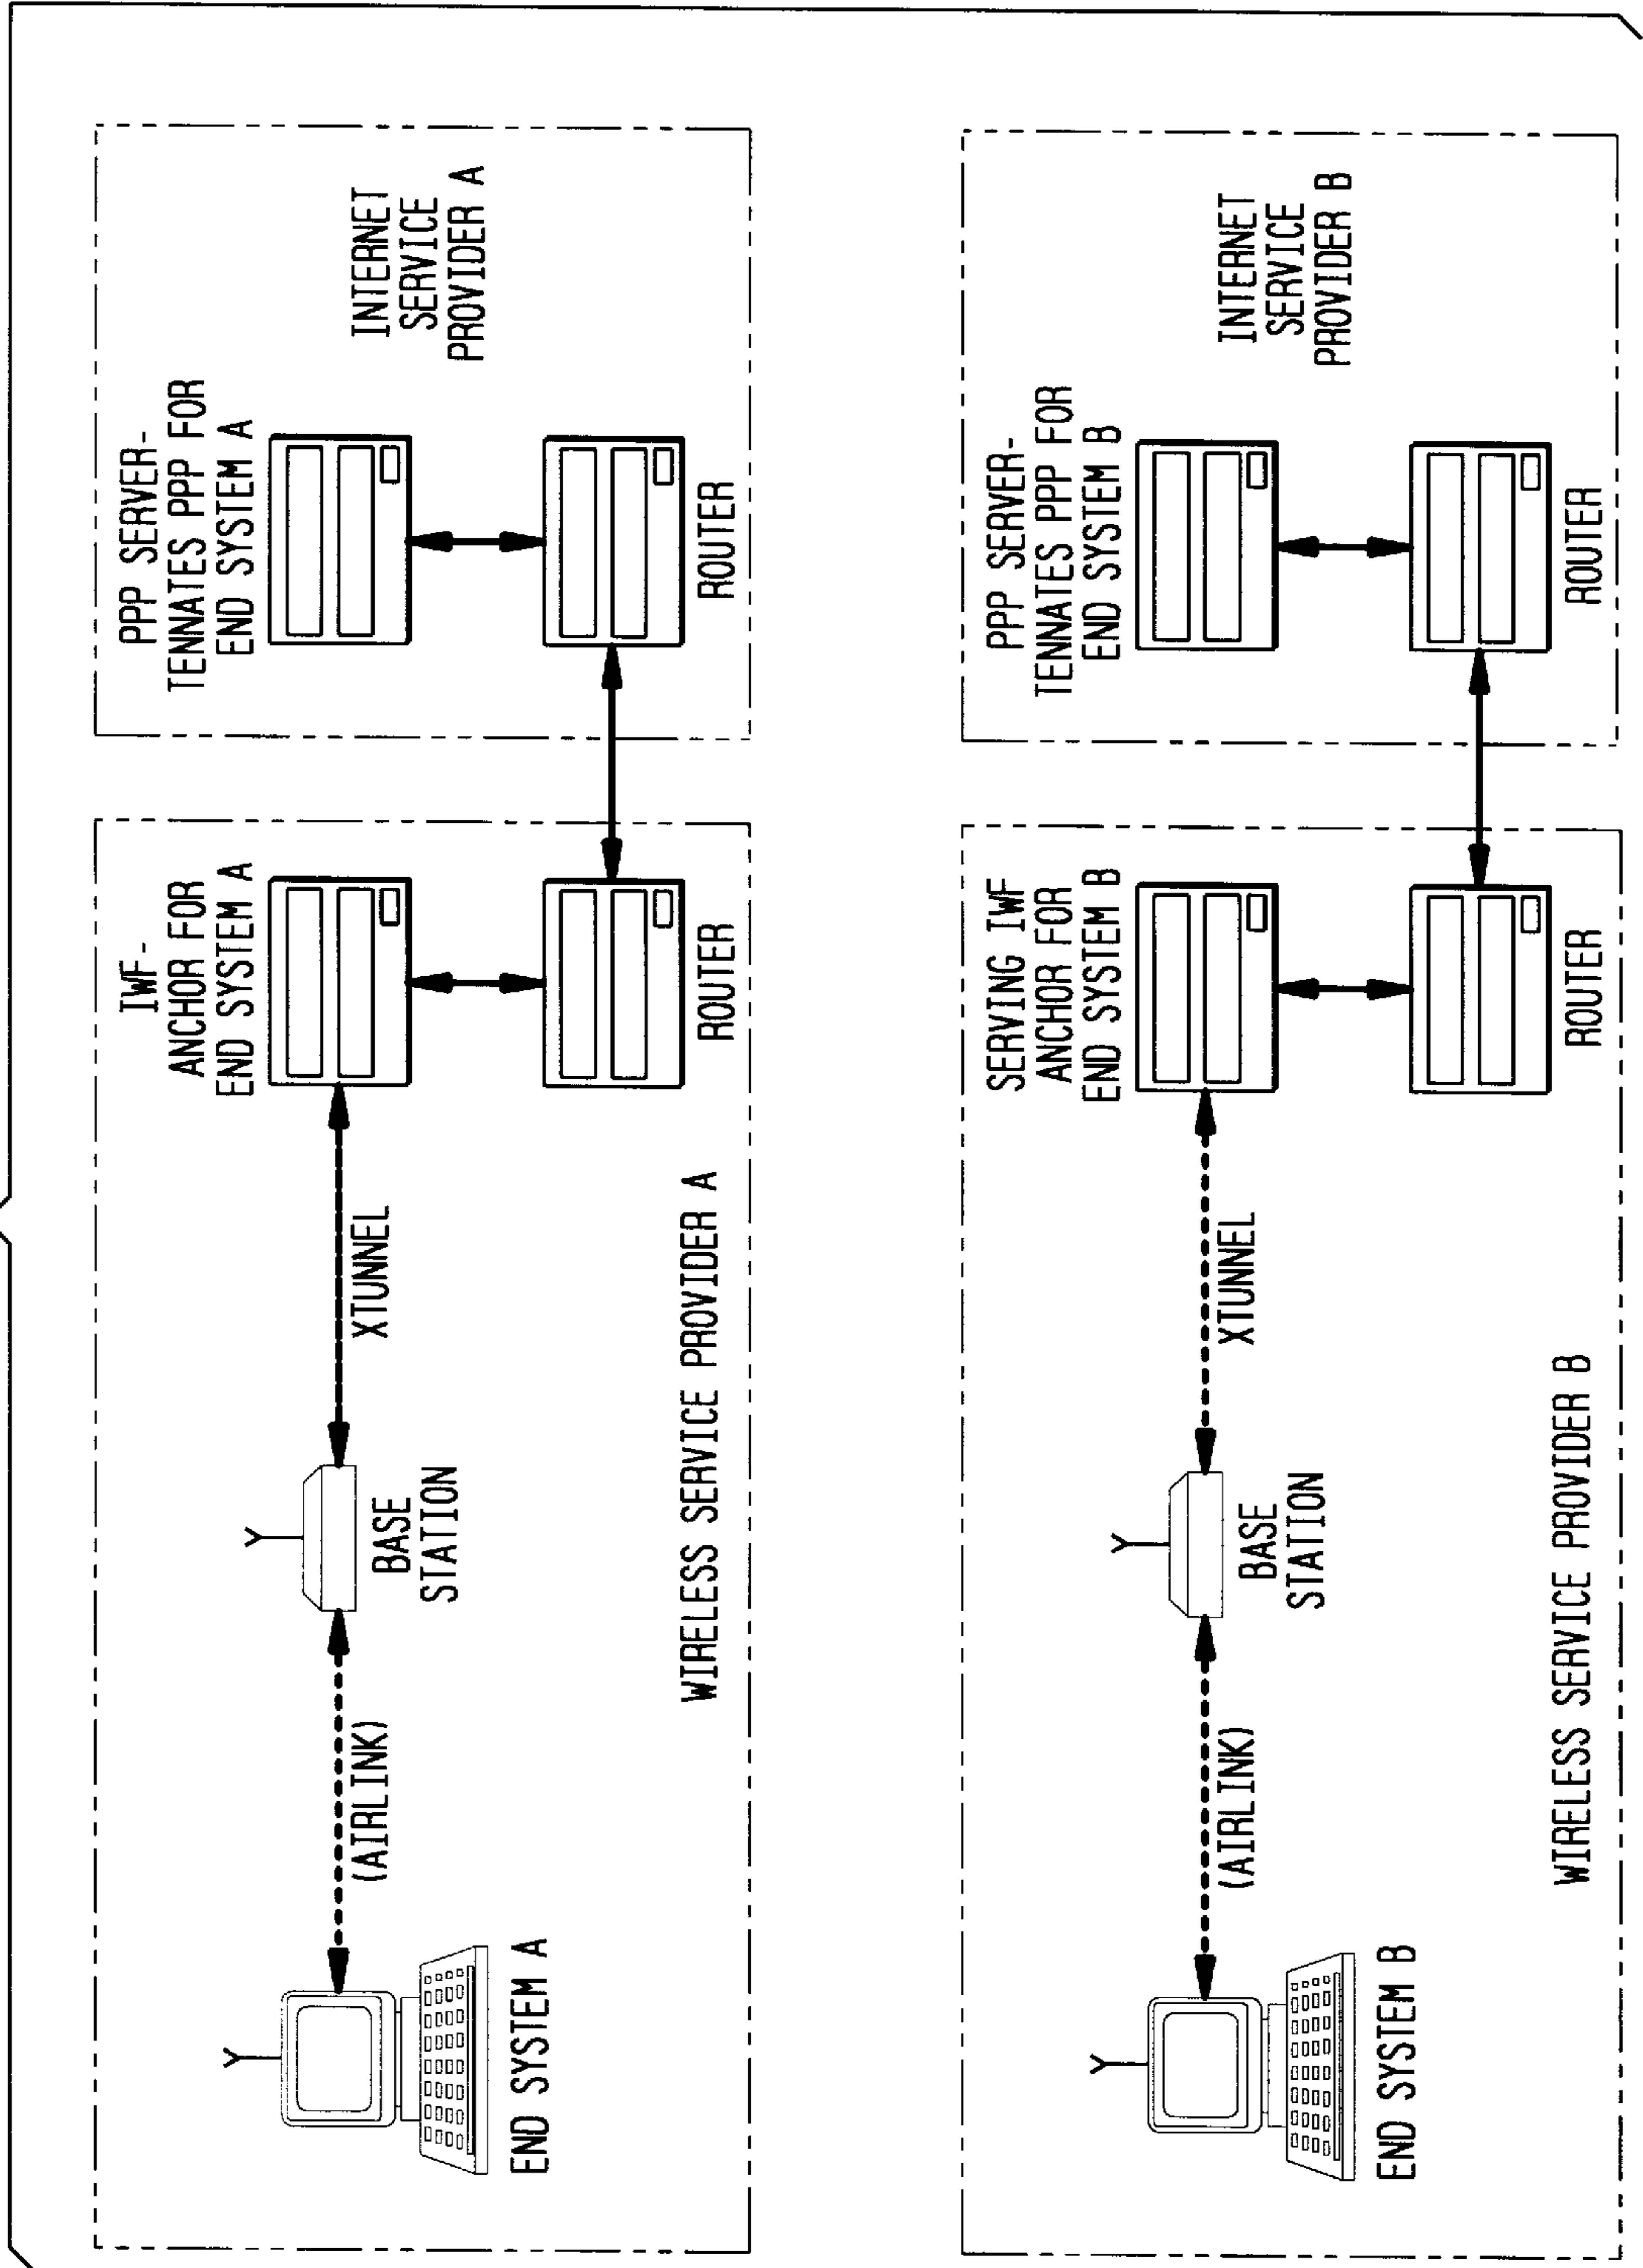 END SYSTEM A
(AIRLINK)
BASE
STATION
XTUNNEL
IWF-
ANCHOR FOR
END SYSTEM A
ROUTER
WIRELESS SERVICE PROVIDER A
PPP SERVER-
TENNATES PPP FOR
END SYSTEM A
ROUTER
INTERNET
SERVICE
PROVIDER A
END SYSTEM B
(AIRLINK)
BASE
STATION
XTUNNEL
SERVING IWF
ANCHOR FOR
END SYSTEM B
ROUTER
WIRELESS SERVICE PROVIDER B
PPP SERVER-
TENNATES PPP FOR
END SYSTEM B
ROUTER
INTERNET
SERVICE
PROVIDER B